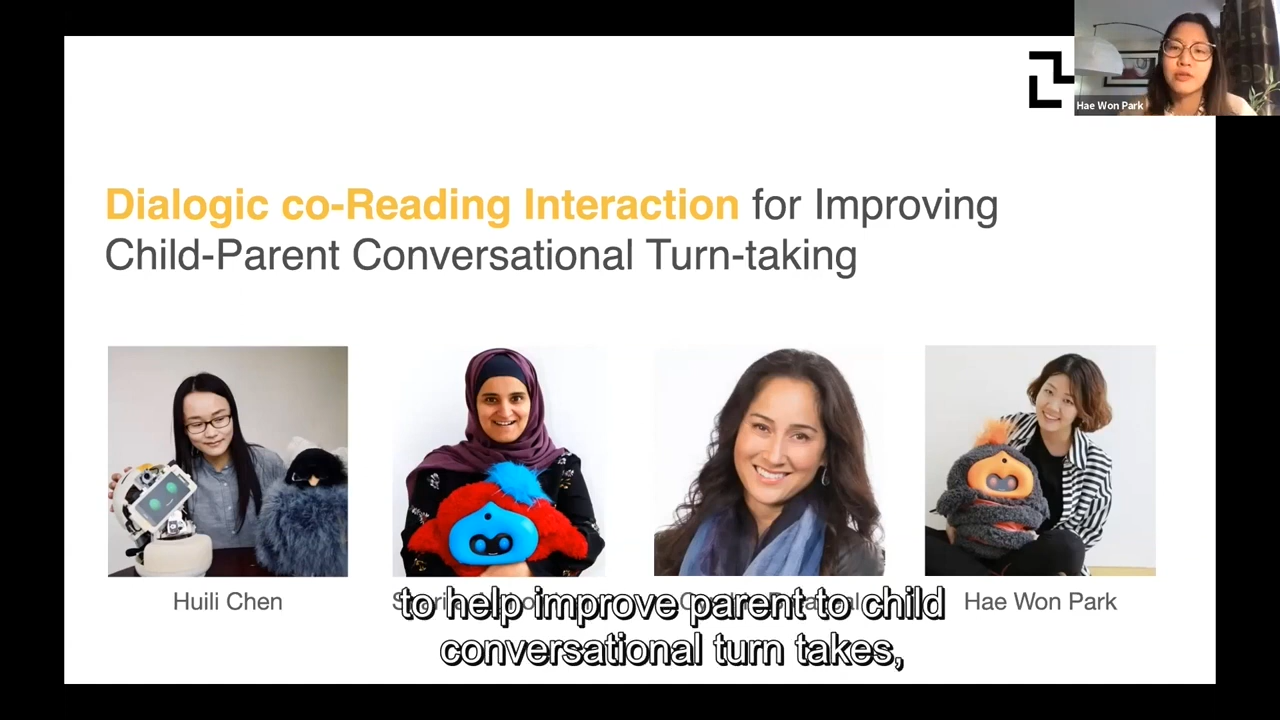 Hae Won Park
Dialogic co-Reading Interaction for Improving
Child-Parent Conversational Turn-taking
Huili Chen
Hae Won Park
to help improve parent to child
conversational turn takes,